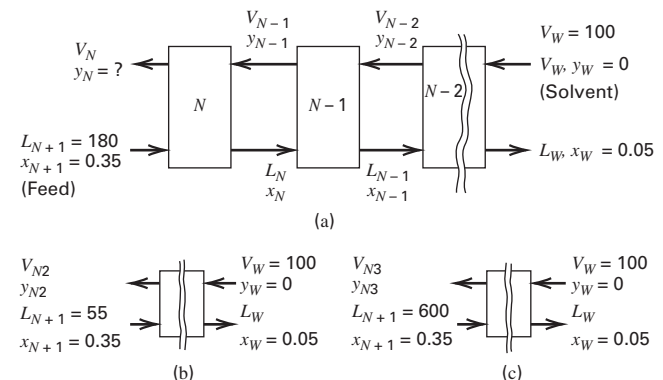 V_{N–1} V_{N–2}
y_{N–1} y_{N–2}
V_W = 100
V_N
y_N = ?
V_W, y_W = 0
(Solvent)
N N – 1 N – 2
L_{N + 1} = 180
x_{N + 1} = 0.35
(Feed)
L_W, x_W = 0.05
L_N L_{N – 1}
x_N x_{N – 1}
(a)
V_{N2}
y_{N2}
L_{N + 1} = 55
x_{N + 1} = 0.35
V_W = 100
y_W = 0
L_W
x_W = 0.05
(b)
V_{N3}
y_{N3}
L_{N + 1} = 600
x_{N + 1} = 0.35
V_W = 100
y_W = 0
L_W
x_W = 0.05
(c)